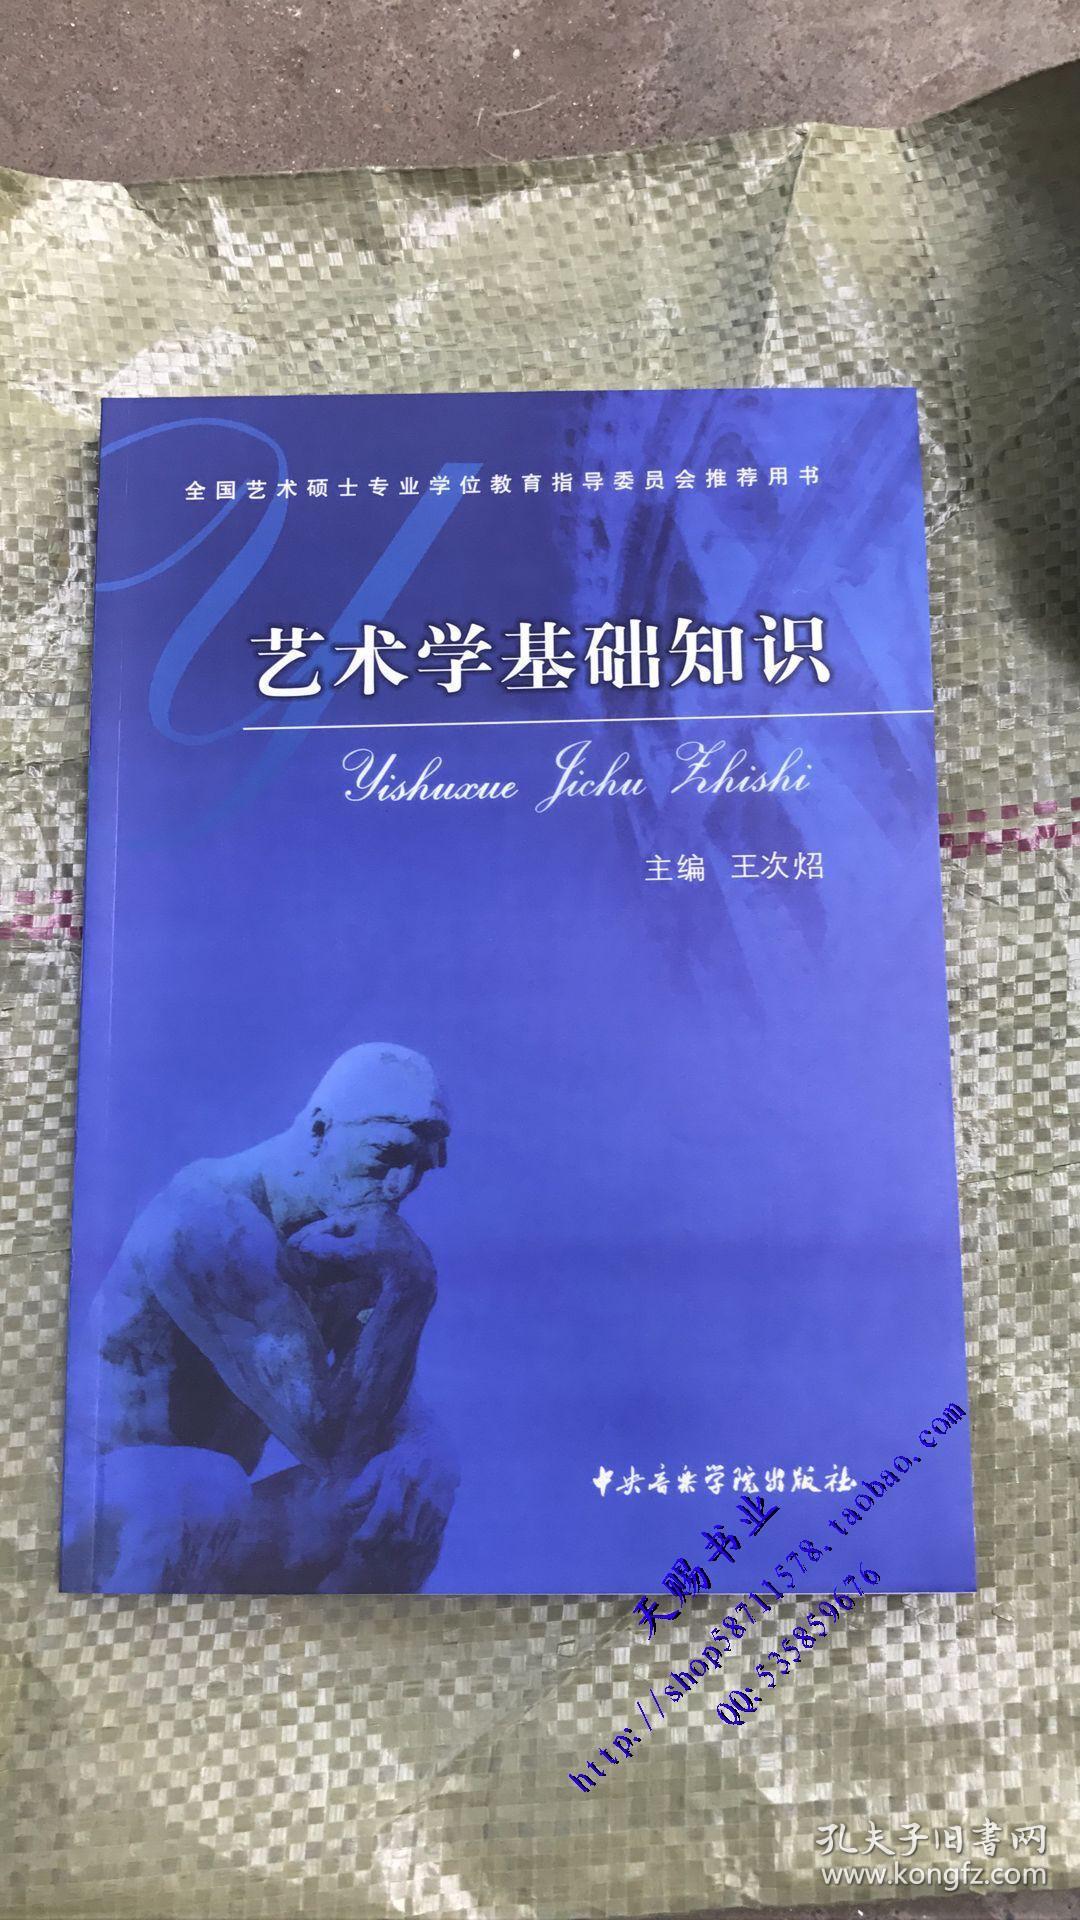 全国艺术硕士专业学位教育指导委员会推荐用书
艺术学基础知识
Yishuxue Jichu Zhishi
主编 王次炤
中央音乐学院出版社
天赐书业
http://shop58711578.taobao.com
QQ:535859676
孔夫子旧書网
www.kongfz.com